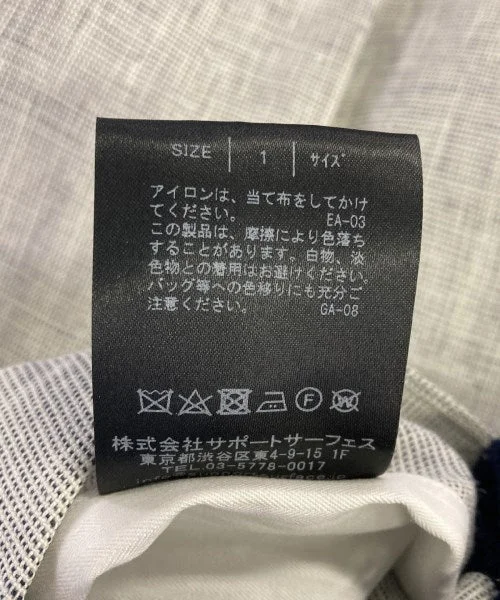 SIZE 1 サイズ
アイロンは、当て布をしてかけ
てください。 EA-03
この製品は、摩擦により色落ち
することがあります。白物、淡
色物との着用はお避けください。
バッグ等への色移りにも充分ご
注意ください。 GA-08
株式会社サポートサーフェス
東京都渋谷区東4-9-15 1F
TEL.03-5778-0017